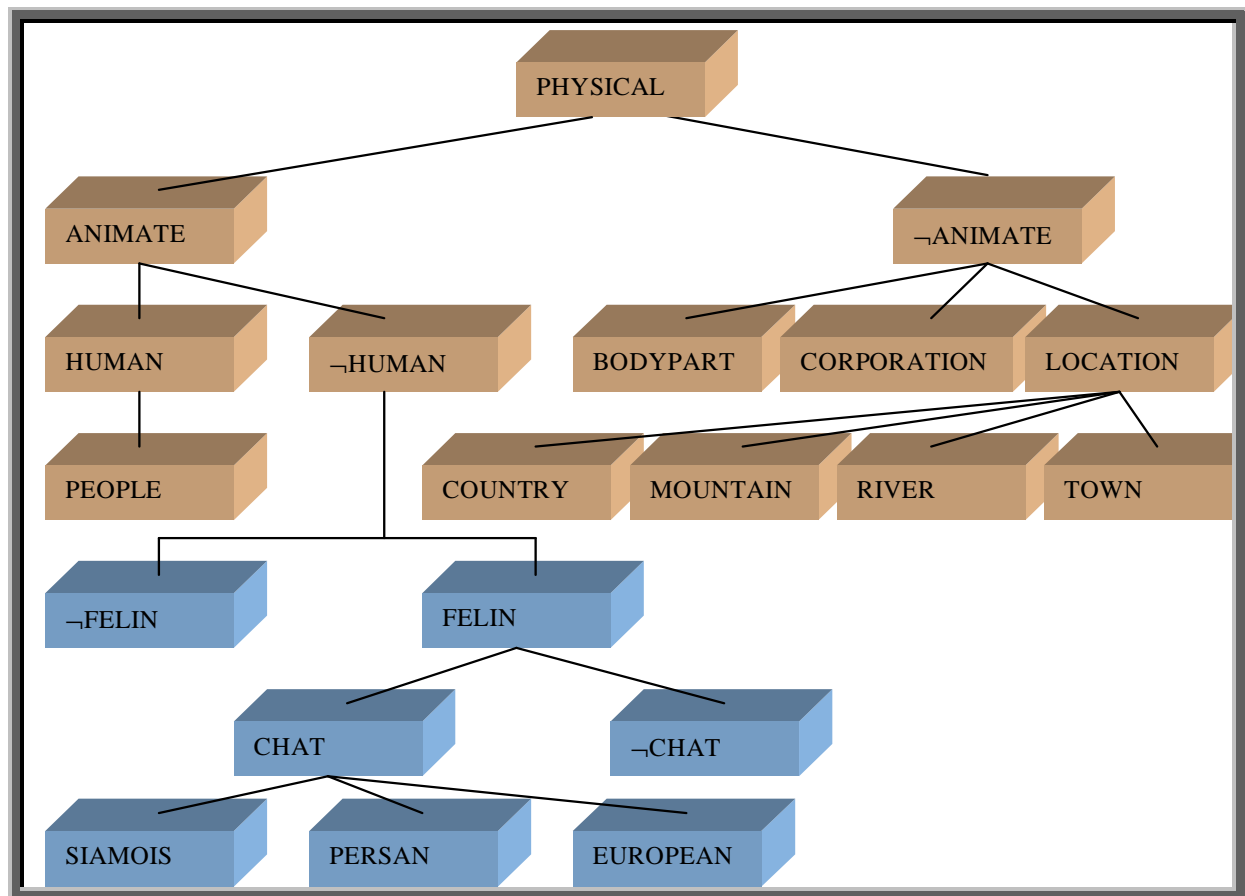 PHYSICAL
ANIMATE
¬ANIMATE
HUMAN
¬HUMAN
BODYPART
CORPORATION
LOCATION
PEOPLE
COUNTRY
MOUNTAIN
RIVER
TOWN
¬FELIN
FELIN
CHAT
¬CHAT
SIAMOIS
PERSAN
EUROPEAN